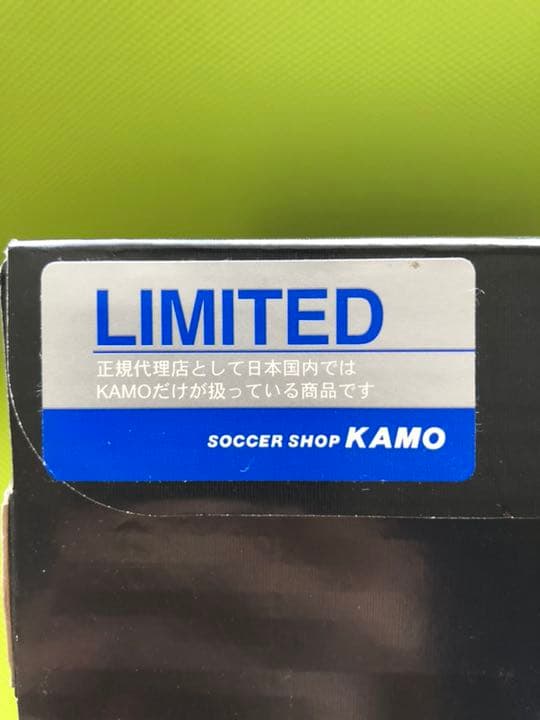 LIMITED
正規代理店として日本国内では
KAMOだけが扱っている商品です
SOCCER SHOP KAMO